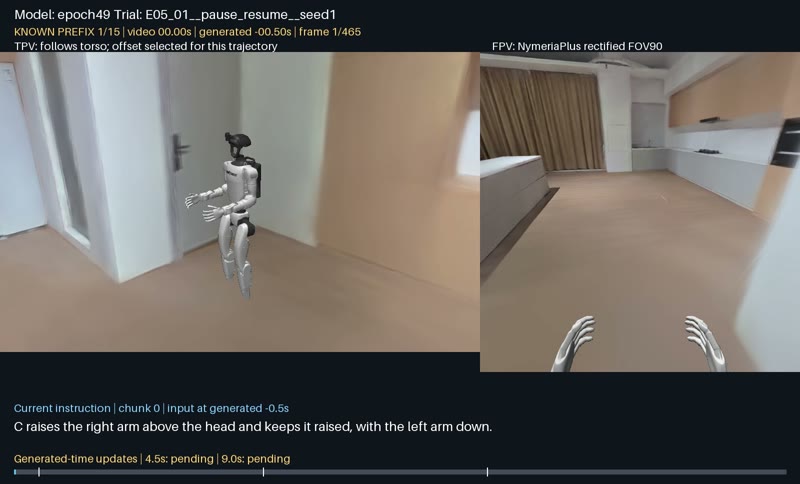 Model: epoch49 Trial: E05_01__pause_resume__seed1
KNOWN PREFIX 1/15 | video 00.00s | generated -00.50s | frame 1/465
TPV: follows torso; offset selected for this trajectory
FPV: NymeriaPlus rectified FOV90
Current instruction | chunk 0 | input at generated -0.5s
C raises the right arm above the head and keeps it raised, with the left arm down.
Generated-time updates | 4.5s: pending | 9.0s: pending